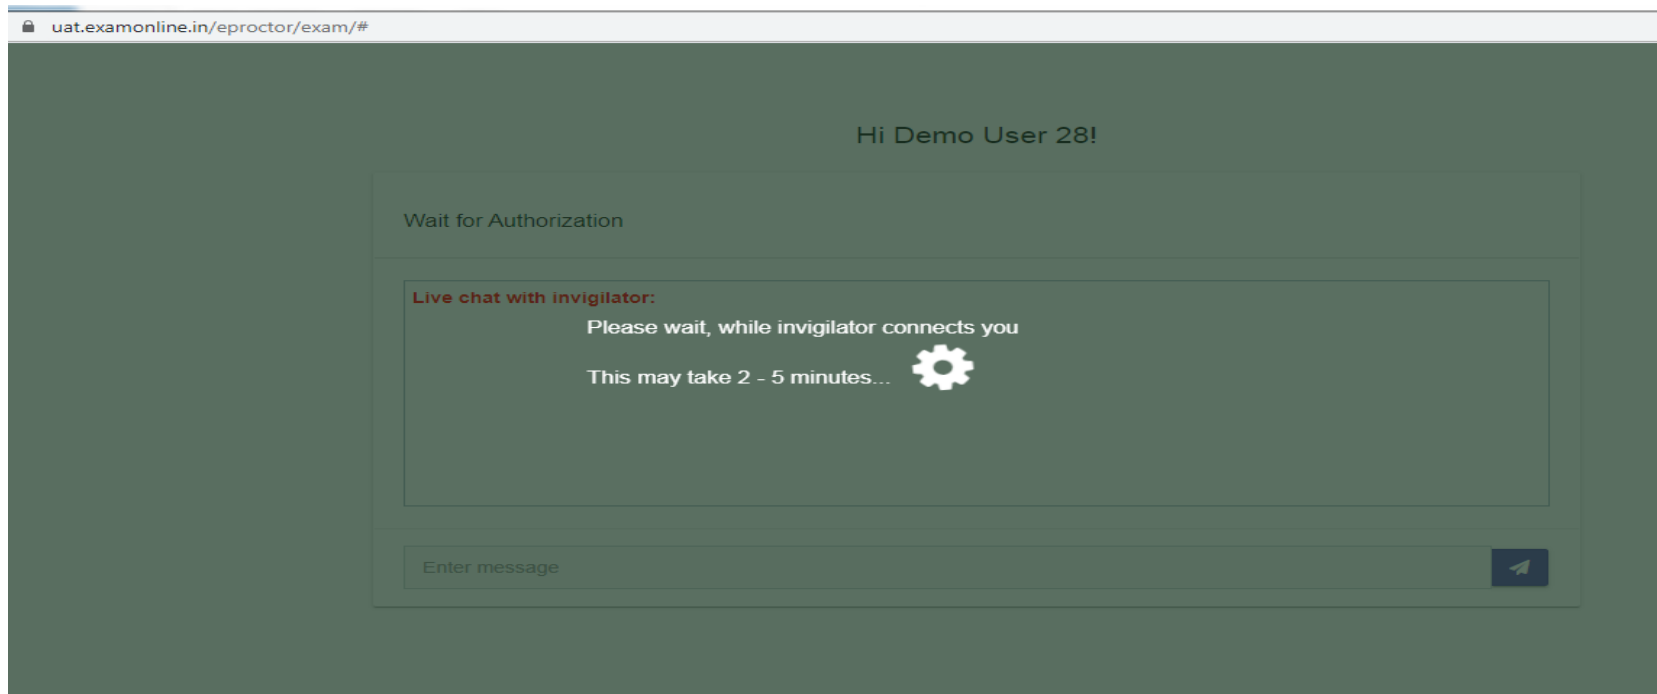 uat.examonline.in/eproctor/exam/#
Hi Demo User 28!
Wait for Authorization
Live chat with invigilator:
Please wait, while invigilator connects you
This may take 2 - 5 minutes...
Enter message